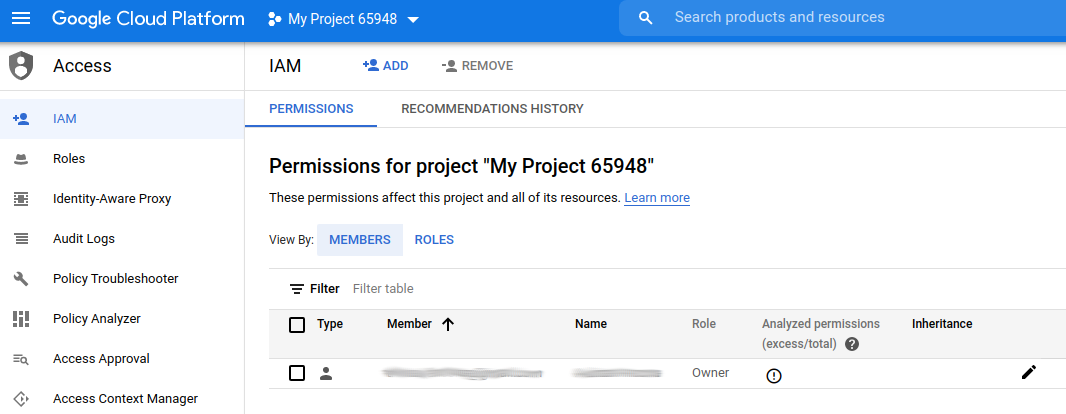 Google Cloud Platform My Project 65948 Search products and resources
Access IAM ADD REMOVE
IAM
Roles
Identity-Aware Proxy
Audit Logs
Policy Troubleshooter
Policy Analyzer
Access Approval
Access Context Manager
PERMISSIONS RECOMMENDATIONS HISTORY
Permissions for project "My Project 65948"
These permissions affect this project and all of its resources. Learn more
View By: MEMBERS ROLES
Filter Filter table
Type Member Name Role Analyzed permissions (excess/total) Inheritance
Owner